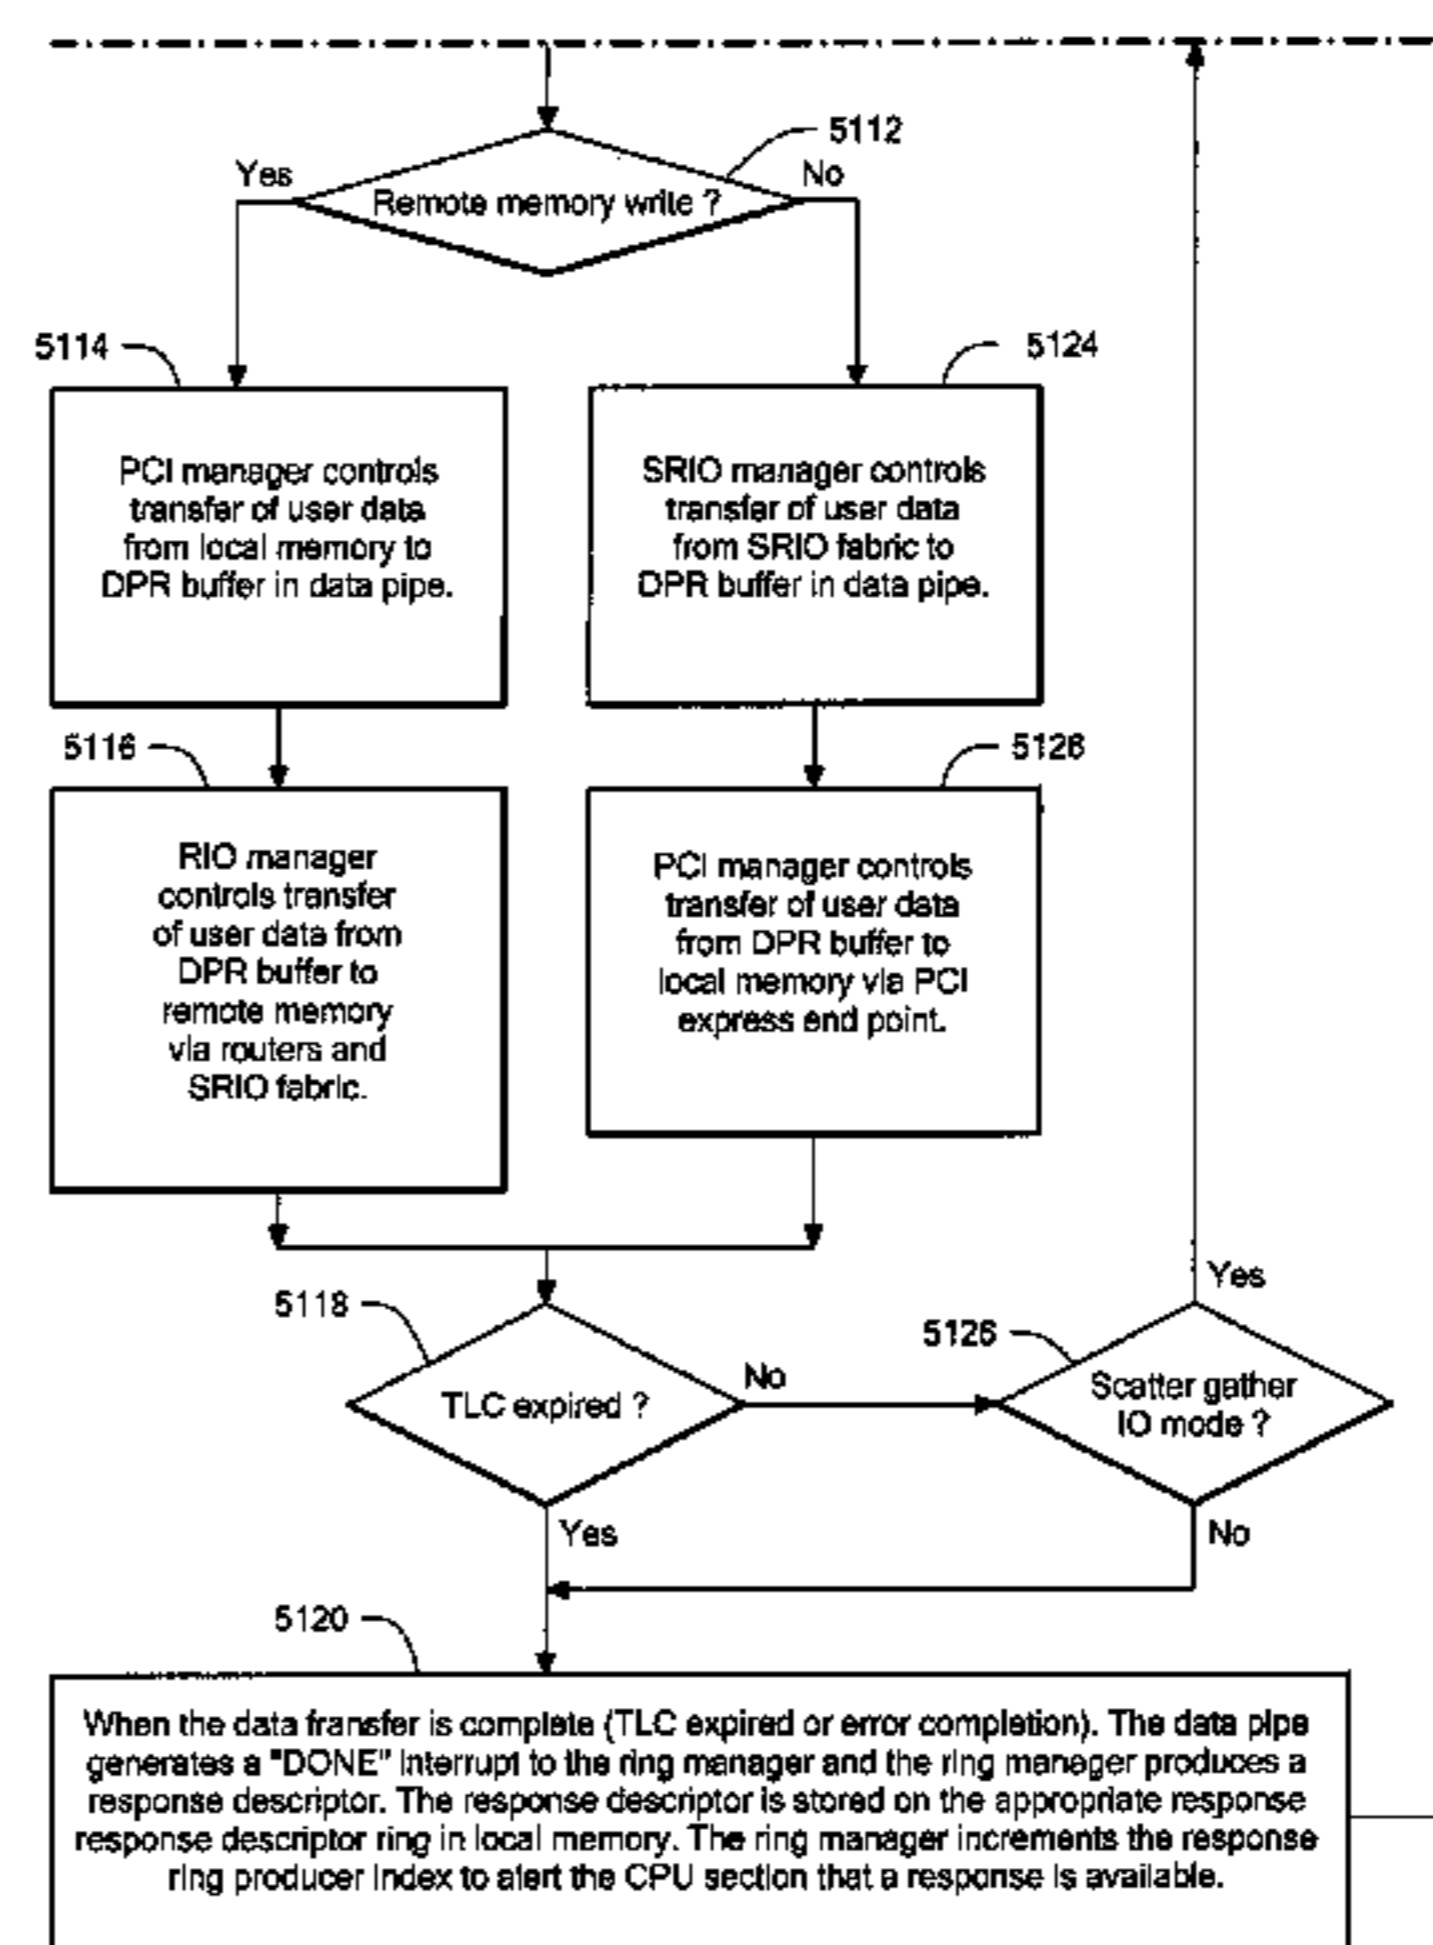 5112
Yes
No
Remote memory write ?
5114
5124
PCI manager controls
transfer of user data
from local memory to
DPR buffer in data pipe.
SRIO manager controls
transfer of user data
from SRIO fabric to
DPR buffer in data pipe.
5116
5126
RIO manager
controls transfer
of user data from
DPR buffer to
remote memory
via routers and
SRIO fabric.
PCI manager controls
transfer of user data
from DPR buffer to
local memory via PCI
express end point.
Yes
5118
5126
TLC expired ?
No
Scatter gather
IO mode ?
Yes
No
5120
When the data transfer is complete (TLC expired or error completion). The data pipe
generates a "DONE" interrupt to the ring manager and the ring manager produces a
response descriptor. The response descriptor is stored on the appropriate response
response descriptor ring in local memory. The ring manager increments the response
ring producer index to alert the CPU section that a response is available.